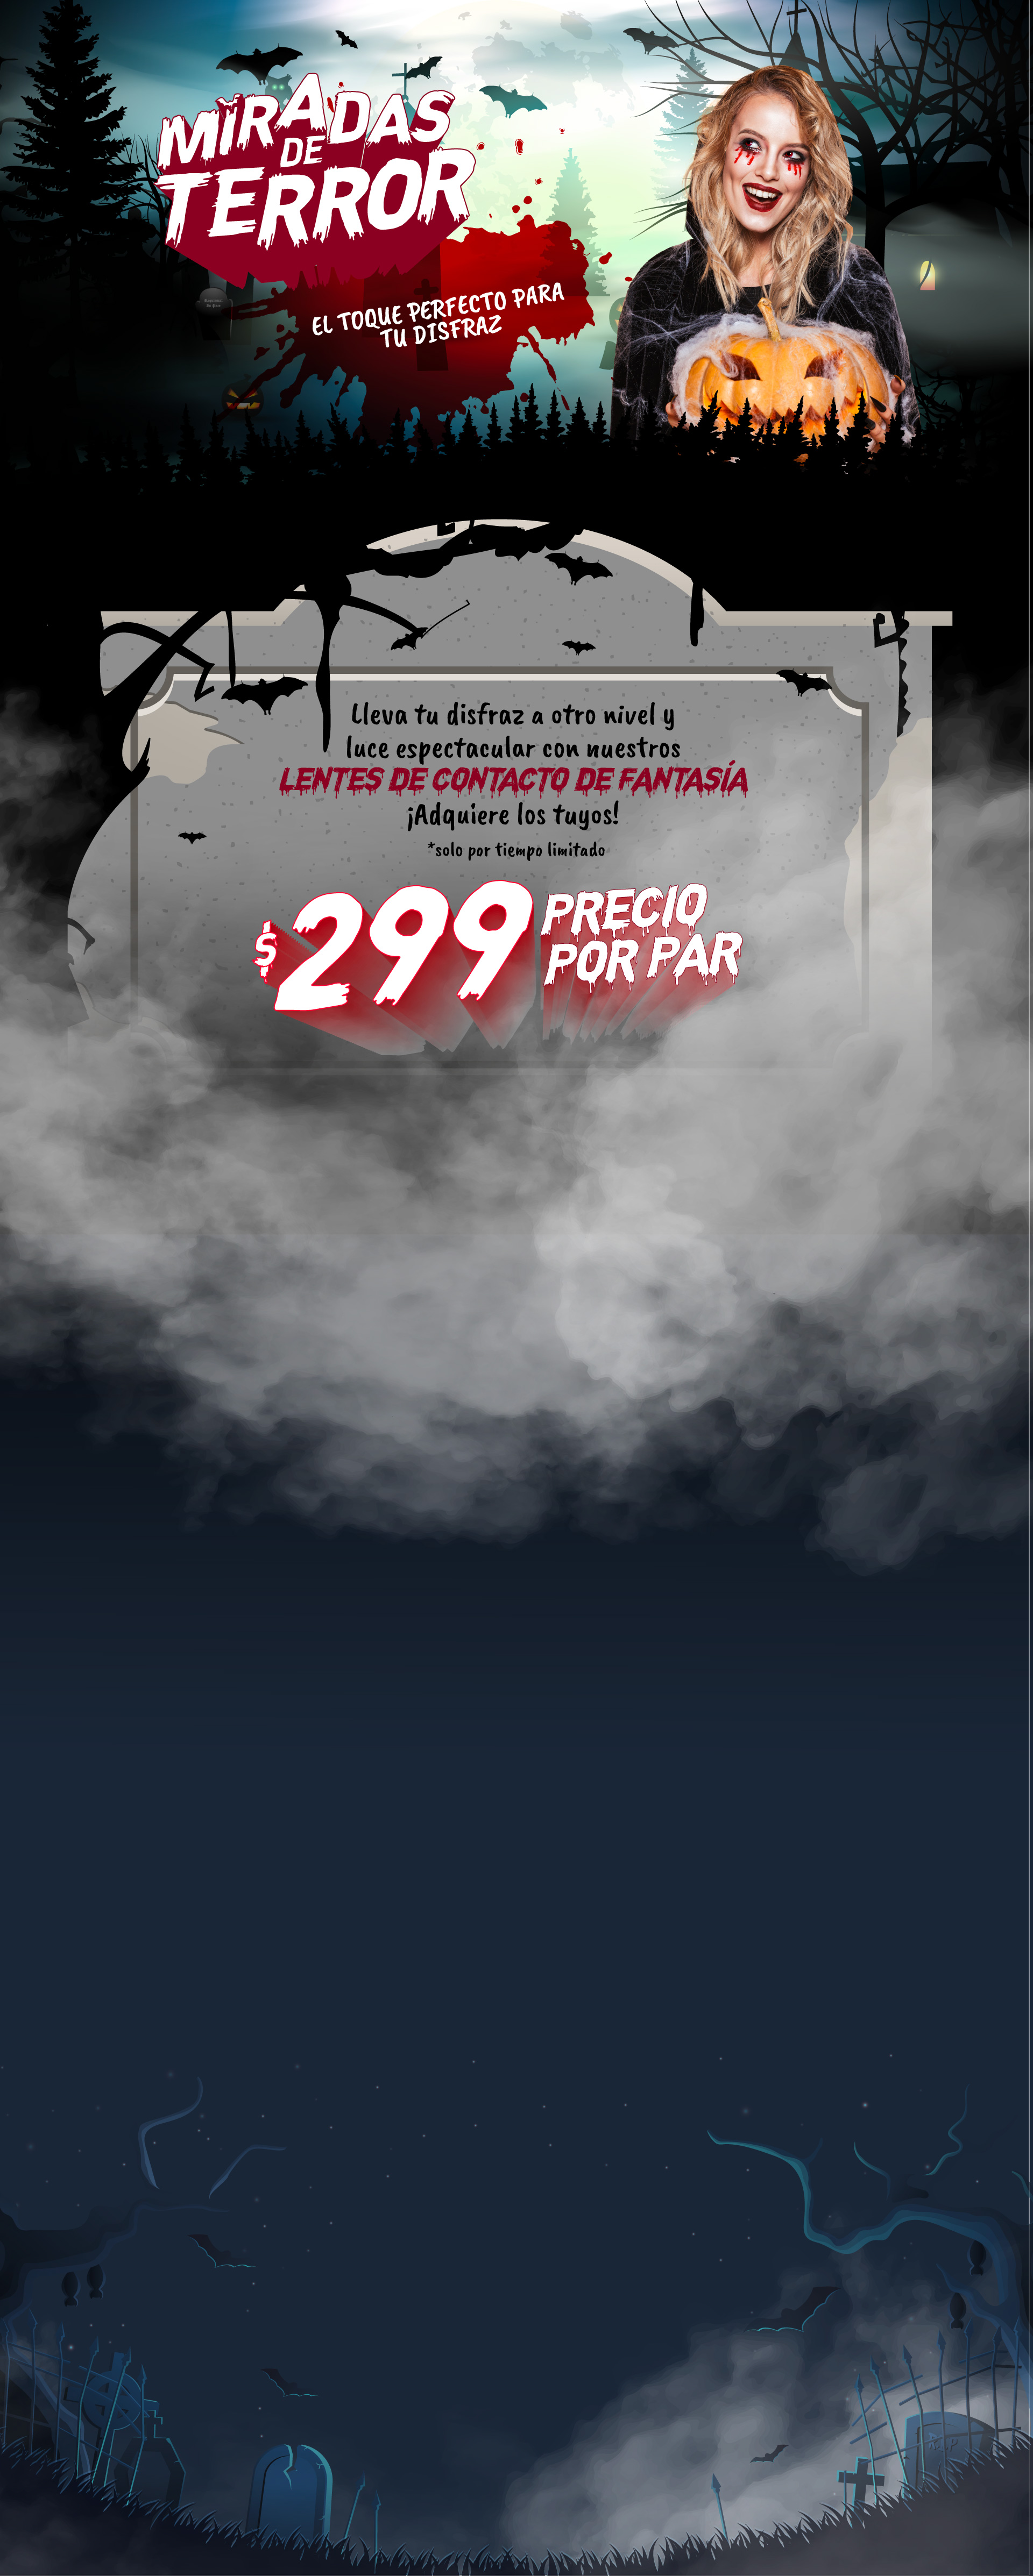 MIRADAS
DE
TERROR
EL TOQUE PERFECTO PARA
TU DISFRAZ
Lleva tu disfraz a otro nivel y
luce espectacular con nuestros
LENTES DE CONTACTO DE FANTASÍA
¡Adquiere los tuyos!
*solo por tiempo limitado
$299 PRECIO
POR PAR